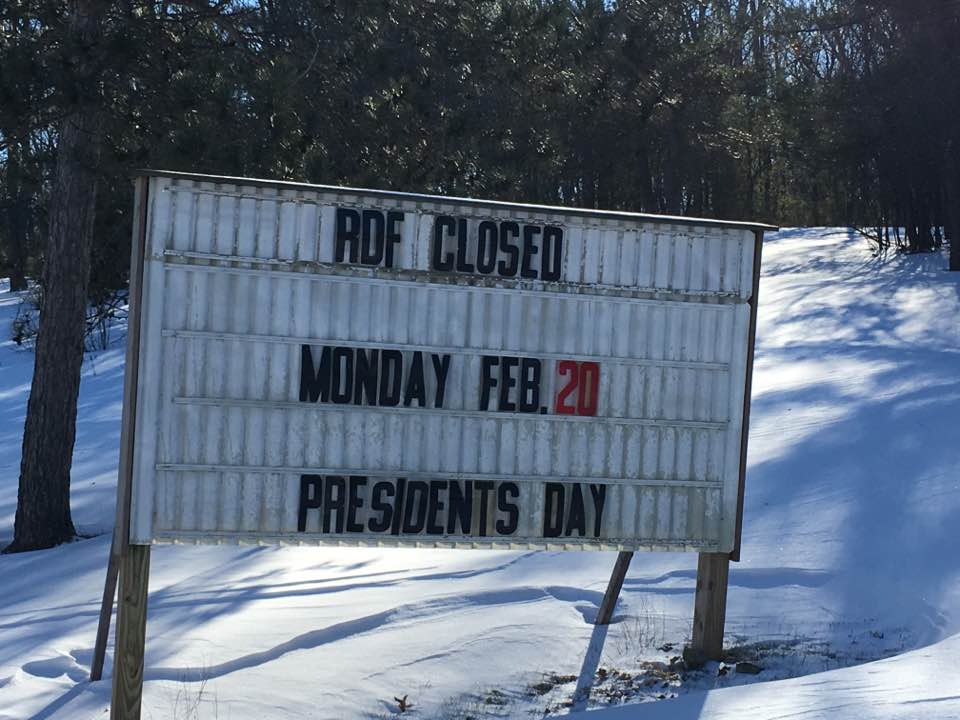 RDF CLOSED
MONDAY FEB. 20
PRESIDENTS DAY